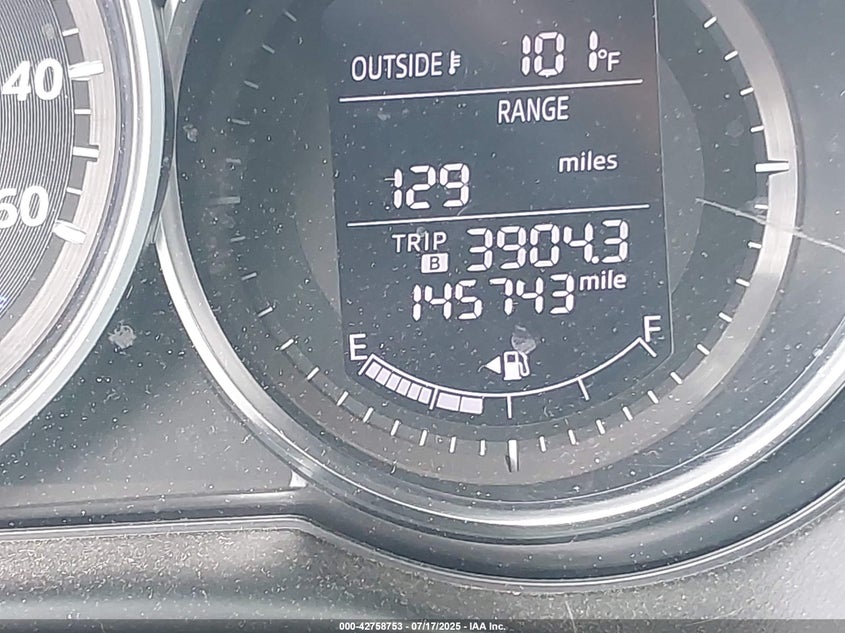 40
60
OUTSIDE 101°F
RANGE
129 miles
TRIP B 3904.3
145743 mile
E F
000-42758753 - 07/17/2025 - IAA Inc.